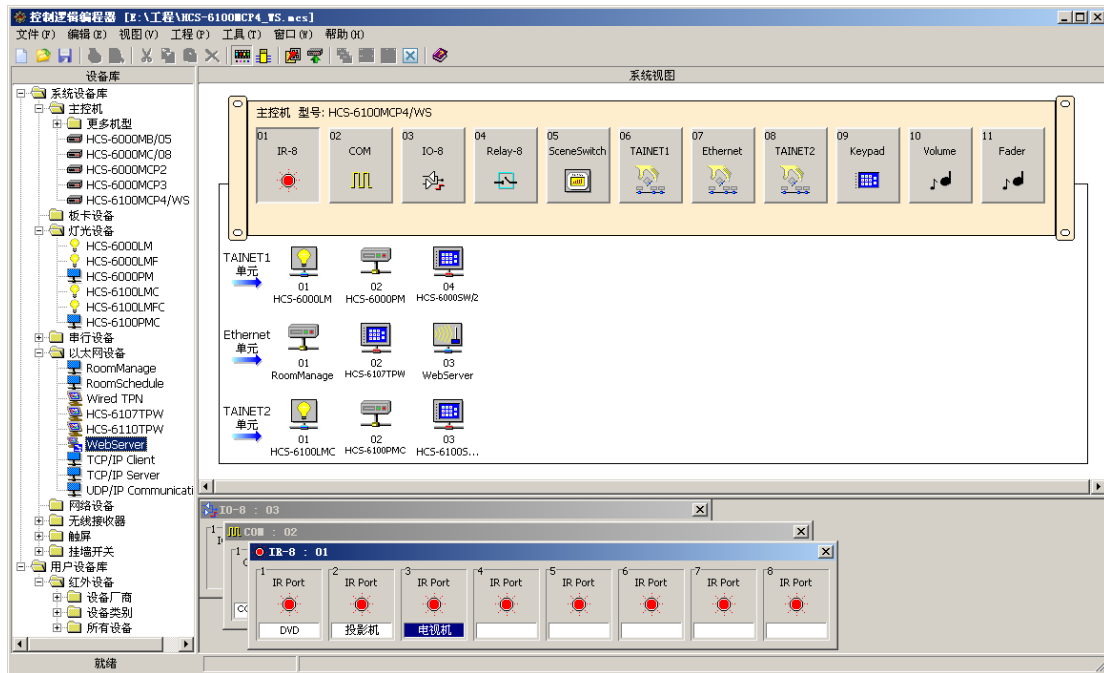 控制逻辑编程器 [E:\工程\HCS-6100MCP4_WS.mcs]
文件(F) 编辑(E) 视图(V) 工程(P) 工具(T) 窗口(W) 帮助(H)
设备库
系统设备库
主控机
更多机型
HCS-6000MB/05
HCS-6000MC/08
HCS-6000MCP2
HCS-6000MCP3
HCS-6100MCP4/WS
板卡设备
灯光设备
HCS-6000LM
HCS-6000LMF
HCS-6000PM
HCS-6100LMC
HCS-6100LMFC
HCS-6100PMC
串行设备
以太网设备
RoomManage
RoomSchedule
Wired TPN
HCS-6107TPW
HCS-6110TPW
WebServer
TCP/IP Client
TCP/IP Server
UDP/IP Communicati
网络设备
无线接收器
触屏
挂墙开关
用户设备库
红外设备
设备厂商
设备类别
所有设备
就绪
系统视图
主控机 型号: HCS-6100MCP4/WS
01 02 03 04 05 06 07 08 09 10 11
IR-8 COM IO-8 Relay-8 SceneSwitch TAINET1 Ethernet TAINET2 Keypad Volume Fader
TAINET1
单元
01 02 04
HCS-6000LM HCS-6000PM HCS-6000SW/2
Ethernet
单元
01 02 03
RoomManage HCS-6107TPW WebServer
TAINET2
单元
01 02 03
HCS-6100LMC HCS-6100PMC HCS-6100S...
IO-8 : 03
COM : 02
IR-8 : 01
1 2 3 4 5 6 7 8
IR Port IR Port IR Port IR Port IR Port IR Port IR Port IR Port
DVD 投影机 电视机